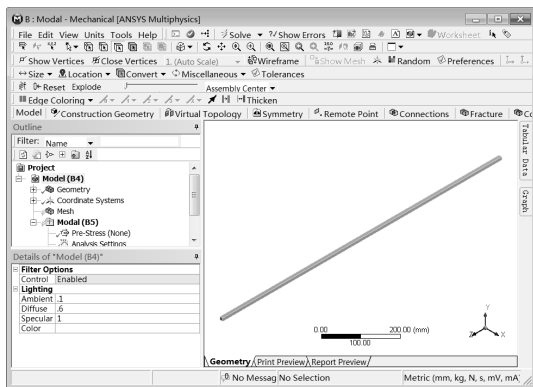 B : Modal - Mechanical [ANSYS Multiphysics]
File Edit View Units Tools Help Solve ?/Show Errors Worksheet
Show Vertices Close Vertices 1. (Auto Scale) Wireframe Show Mesh Random Preferences
Size Location Convert Miscellaneous Tolerances
Reset Explode Assembly Center
Edge Coloring Thicken
Model Construction Geometry Virtual Topology Symmetry Remote Point Connections Fracture Co
Outline
Filter: Name
Project
Model (B4)
Geometry
Coordinate Systems
Mesh
Modal (B5)
Pre-Stress (None)
Analysis Settings
Details of "Model (B4)"
Filter Options
Control Enabled
Lighting
Ambient .1
Diffuse .6
Specular 1
Color
Tabular Data
Graph
0.00 200.00 (mm)
100.00
Y
Z X
Geometry Print Preview Report Preview
No Messag No Selection Metric (mm, kg, N, s, mV, mA